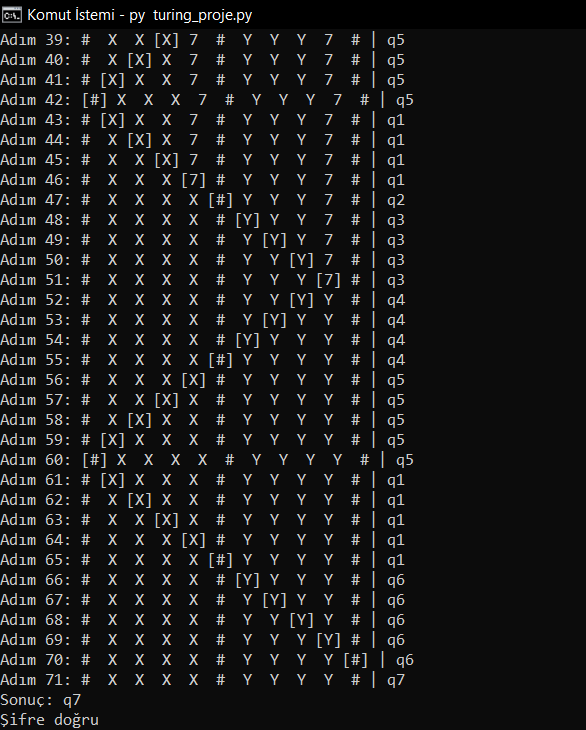 Komut İstemi - py  turing_proje.py
Adım 39: #  X  X [X] 7  #  Y  Y  Y  7  # | q5
Adım 40: #  X [X] X  7  #  Y  Y  Y  7  # | q5
Adım 41: # [X] X  X  7  #  Y  Y  Y  7  # | q5
Adım 42: [#] X  X  X  7  #  Y  Y  Y  7  # | q5
Adım 43: # [X] X  X  7  #  Y  Y  Y  7  # | q1
Adım 44: #  X [X] X  7  #  Y  Y  Y  7  # | q1
Adım 45: #  X  X [X] 7  #  Y  Y  Y  7  # | q1
Adım 46: #  X  X  X [7] #  Y  Y  Y  7  # | q1
Adım 47: #  X  X  X  X [#] Y  Y  Y  7  # | q2
Adım 48: #  X  X  X  X  # [Y] Y  Y  7  # | q3
Adım 49: #  X  X  X  X  #  Y [Y] Y  7  # | q3
Adım 50: #  X  X  X  X  #  Y  Y [Y] 7  # | q3
Adım 51: #  X  X  X  X  #  Y  Y  Y [7] # | q3
Adım 52: #  X  X  X  X  #  Y  Y [Y] Y  # | q4
Adım 53: #  X  X  X  X  #  Y [Y] Y  Y  # | q4
Adım 54: #  X  X  X  X  # [Y] Y  Y  Y  # | q4
Adım 55: #  X  X  X  X [#] Y  Y  Y  Y  # | q4
Adım 56: #  X  X  X [X] #  Y  Y  Y  Y  # | q5
Adım 57: #  X  X [X] X  #  Y  Y  Y  Y  # | q5
Adım 58: #  X [X] X  X  #  Y  Y  Y  Y  # | q5
Adım 59: # [X] X  X  X  #  Y  Y  Y  Y  # | q5
Adım 60: [#] X  X  X  X  #  Y  Y  Y  Y  # | q5
Adım 61: # [X] X  X  X  #  Y  Y  Y  Y  # | q1
Adım 62: #  X [X] X  X  #  Y  Y  Y  Y  # | q1
Adım 63: #  X  X [X] X  #  Y  Y  Y  Y  # | q1
Adım 64: #  X  X  X [X] #  Y  Y  Y  Y  # | q1
Adım 65: #  X  X  X  X [#] Y  Y  Y  Y  # | q1
Adım 66: #  X  X  X  X  # [Y] Y  Y  Y  # | q6
Adım 67: #  X  X  X  X  #  Y [Y] Y  Y  # | q6
Adım 68: #  X  X  X  X  #  Y  Y [Y] Y  # | q6
Adım 69: #  X  X  X  X  #  Y  Y  Y [Y] # | q6
Adım 70: #  X  X  X  X  #  Y  Y  Y  Y [#] | q6
Adım 71: #  X  X  X  X  #  Y  Y  Y  Y  # | q7
Sonuç: q7
Şifre doğru